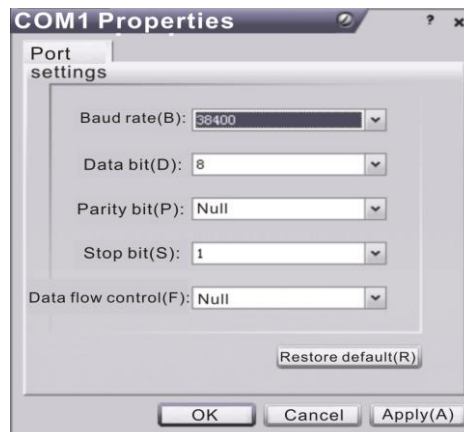 COM1 Properties ? x
Port
settings
Baud rate(B): 38400
Data bit(D): 8
Parity bit(P): Null
Stop bit(S): 1
Data flow control(F): Null
Restore default(R)
OK Cancel Apply(A)